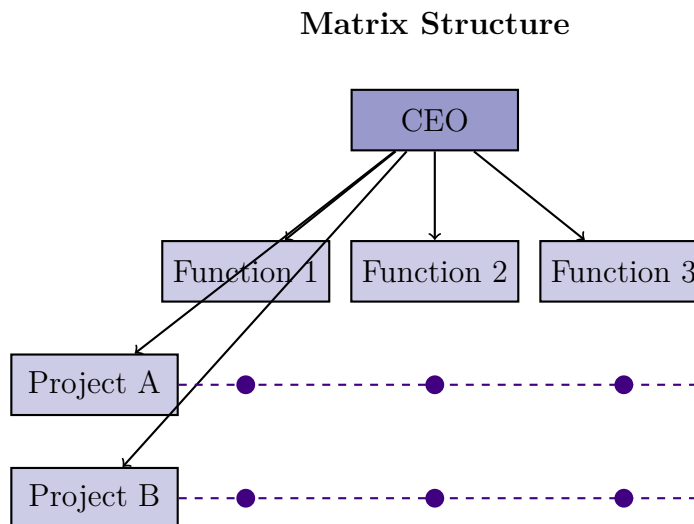 Matrix Structure
CEO
Function 1
Function 2
Function 3
Project A
Project B